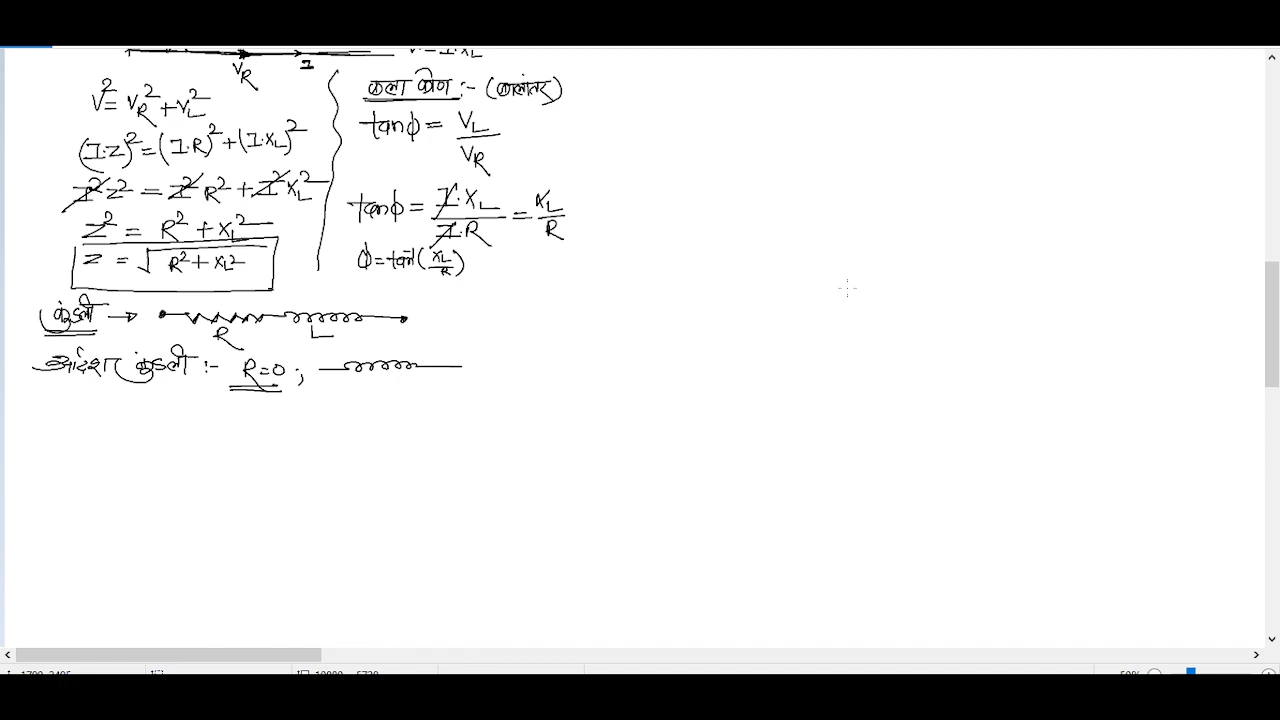 V_R I V = I·X_L
V² = V_R² + V_L²
(I·Z)² = (I·R)² + (I·X_L)²
I²Z² = I²R² + I²X_L²
Z² = R² + X_L²
Z = √R² + X_L²
कला कोण :- (कलांतर)
tanϕ = V_L / V_R
tanϕ = I·X_L / I·R = X_L / R
ϕ = tan⁻¹(X_L / R)
कुंडली → R L
आदर्श कुंडली :- R=0 ;